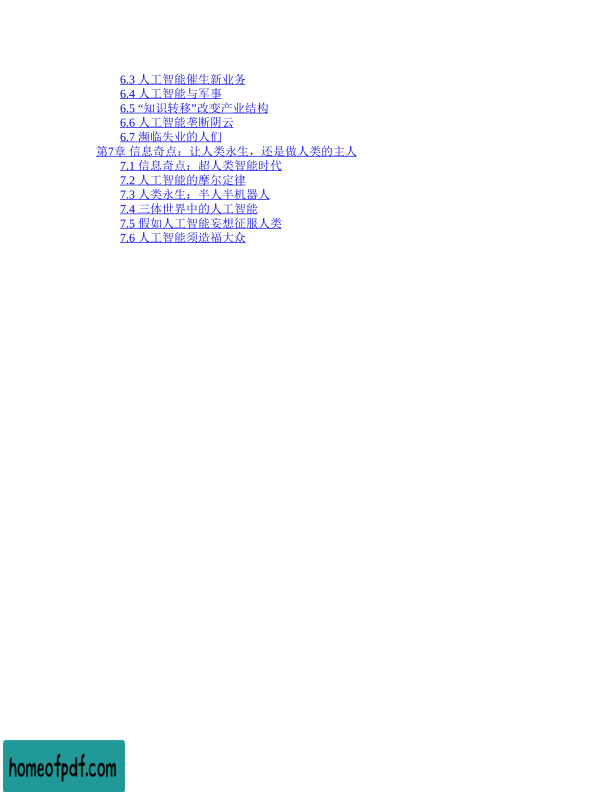 6.3 人工智能催生新业务
6.4 人工智能与军事
6.5 “知识转移”改变产业结构
6.6 人工智能垄断阴云
6.7 濒临失业的人们
第7章 信息奇点：让人类永生，还是做人类的主人
7.1 信息奇点：超人类智能时代
7.2 人工智能的摩尔定律
7.3 人类永生：半人半机器人
7.4 三体世界中的人工智能
7.5 假如人工智能妄想征服人类
7.6 人工智能须造福大众
homeofpdf.com